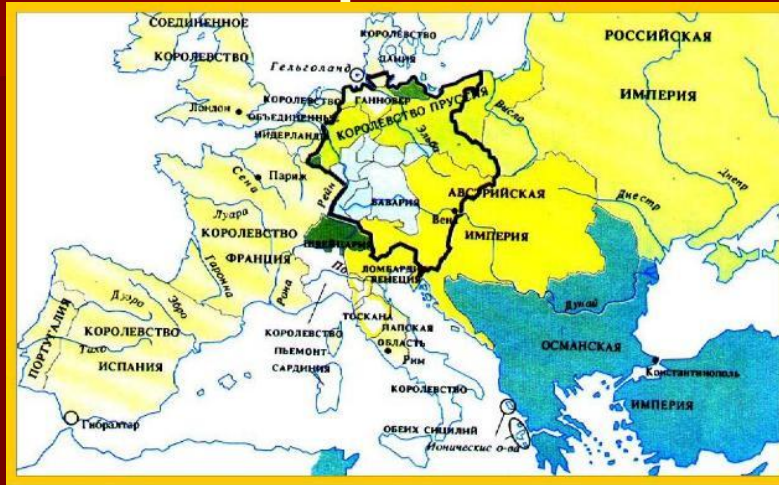 СОЕДИНЕННОЕ
КОРОЛЕВСТВО
Лондон
КОРОЛЕВСТВО
ДАНИЯ
Гельголанд
КОРОЛЕВСТВО
ОБЪЕДИНЕННЫХ
НИДЕРЛАНДОВ
ГАННОВЕР
КОРОЛЕВСТВО ПРУССИЯ
Эльба
Висла
РОССИЙСКАЯ
ИМПЕРИЯ
Днепр
Днестр
Сена
Париж
Рейн
Луара
КОРОЛЕВСТВО
ФРАНЦИЯ
Гаронна
Рона
БАВАРИЯ
Вена
АВСТРИЙСКАЯ
ИМПЕРИЯ
ШВЕЙЦАРИЯ
По
ЛОМБАРДИЯ
ВЕНЕЦИЯ
ТОСКАНА
ПАПСКАЯ
ОБЛАСТЬ
Рим
КОРОЛЕВСТВО
ПЬЕМОНТ
САРДИНИЯ
КОРОЛЕВСТВО
ОБЕИХ СИЦИЛИЙ
Ионические о-ва
Дунай
ОСМАНСКАЯ
ИМПЕРИЯ
Константинополь
ПОРТУГАЛИЯ
Дуэро
Эбро
Тахо
КОРОЛЕВСТВО
ИСПАНИЯ
Гибралтар